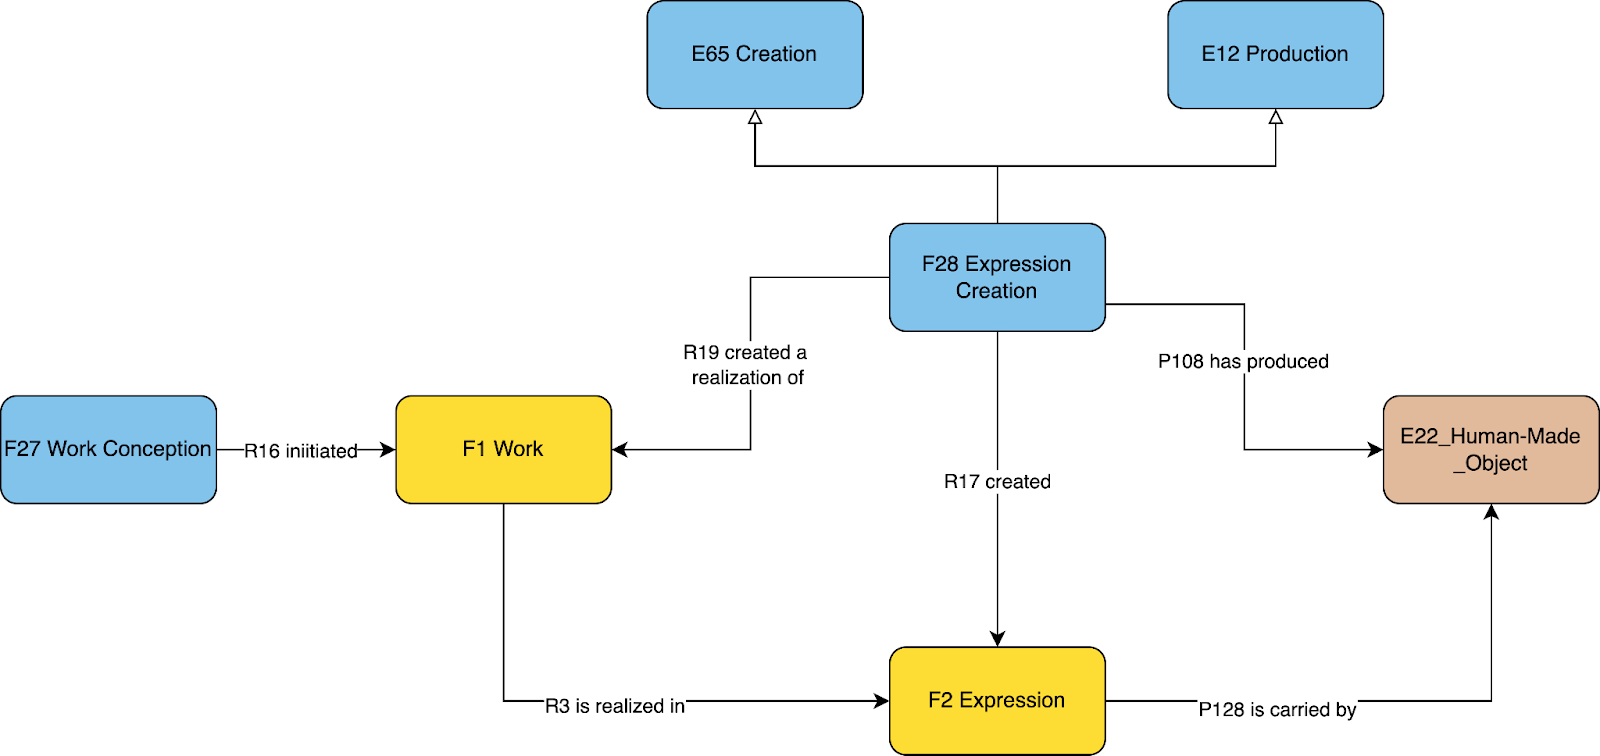 E65 Creation
E12 Production
F28 Expression
Creation
R19 created a
realization of
P108 has produced
F27 Work Conception
R16 iniitiated
F1 Work
E22_Human-Made
_Object
R17 created
R3 is realized in
F2 Expression
P128 is carried by